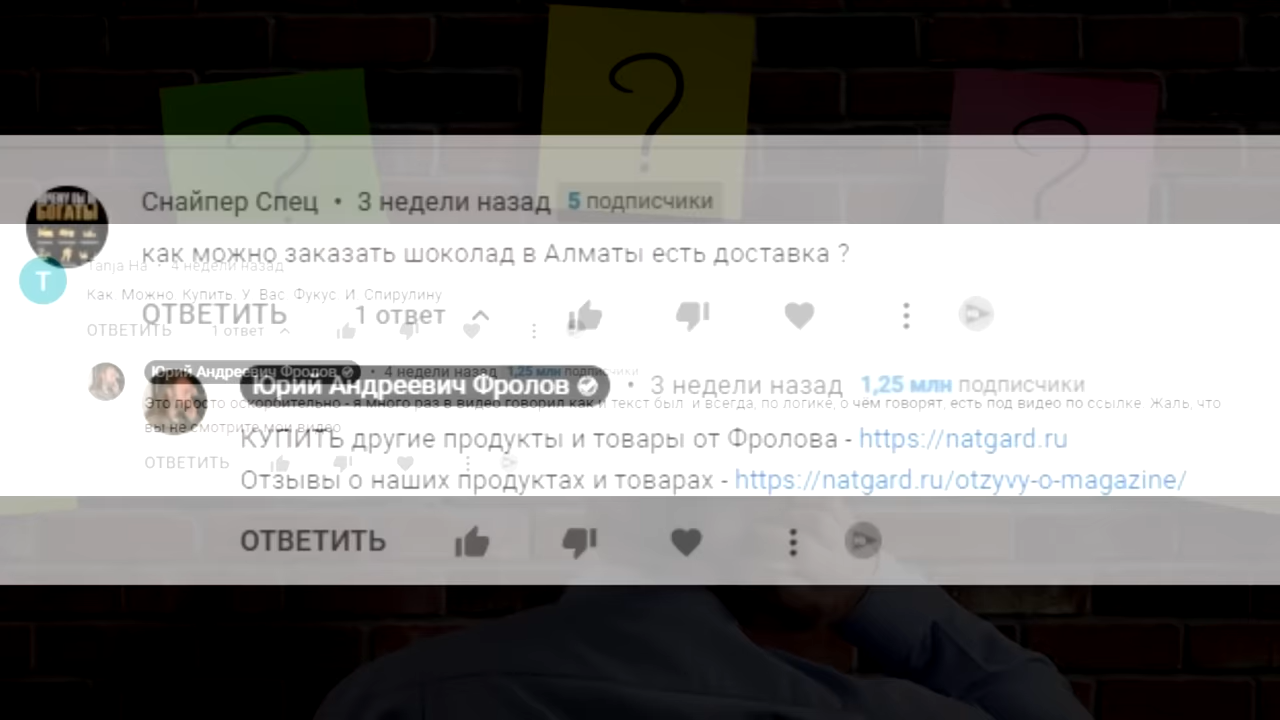 ?
?
?
Снайпер Спец • 3 недели назад 5 подписчики
как можно заказать шоколад в Алматы есть доставка ?
ОТВЕТИТЬ 1 ответ
Юрий Андреевич Фролов • 3 недели назад 1,25 млн подписчики
КУПИТЬ другие продукты и товары от Фролова - https://natgard.ru
Отзывы о наших продуктах и товарах - https://natgard.ru/otzyvy-o-magazine/
ОТВЕТИТЬ
T
Tanja Ha • 4 недели назад
Как. Можно. Купить. У. Вас. Фукус. И. Спирулину
ОТВЕТИТЬ 1 ответ
Юрий Андреевич Фролов • 4 недели назад 1,25 млн подписчики
Это просто оскорбительно - я много раз в видео говорил как и текст был и всегда, по логике, о чём говорят, есть под видео по ссылке. Жаль, что
вы не смотрите мои видео
ОТВЕТИТЬ